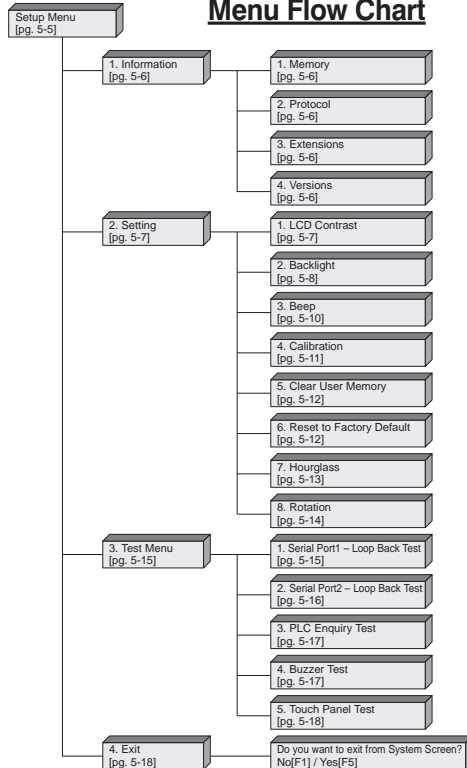 Menu Flow Chart
Setup Menu
[pg. 5-5]
1. Information
[pg. 5-6]
1. Memory
[pg. 5-6]
2. Protocol
[pg. 5-6]
3. Extensions
[pg. 5-6]
4. Versions
[pg. 5-6]
2. Setting
[pg. 5-7]
1. LCD Contrast
[pg. 5-7]
2. Backlight
[pg. 5-8]
3. Beep
[pg. 5-10]
4. Calibration
[pg. 5-11]
5. Clear User Memory
[pg. 5-12]
6. Reset to Factory Default
[pg. 5-12]
7. Hourglass
[pg. 5-13]
8. Rotation
[pg. 5-14]
3. Test Menu
[pg. 5-15]
1. Serial Port1 – Loop Back Test
[pg. 5-15]
2. Serial Port2 – Loop Back Test
[pg. 5-16]
3. PLC Enquiry Test
[pg. 5-17]
4. Buzzer Test
[pg. 5-17]
5. Touch Panel Test
[pg. 5-18]
4. Exit
[pg. 5-18]
Do you want to exit from System Screen?
No[F1] / Yes[F5]